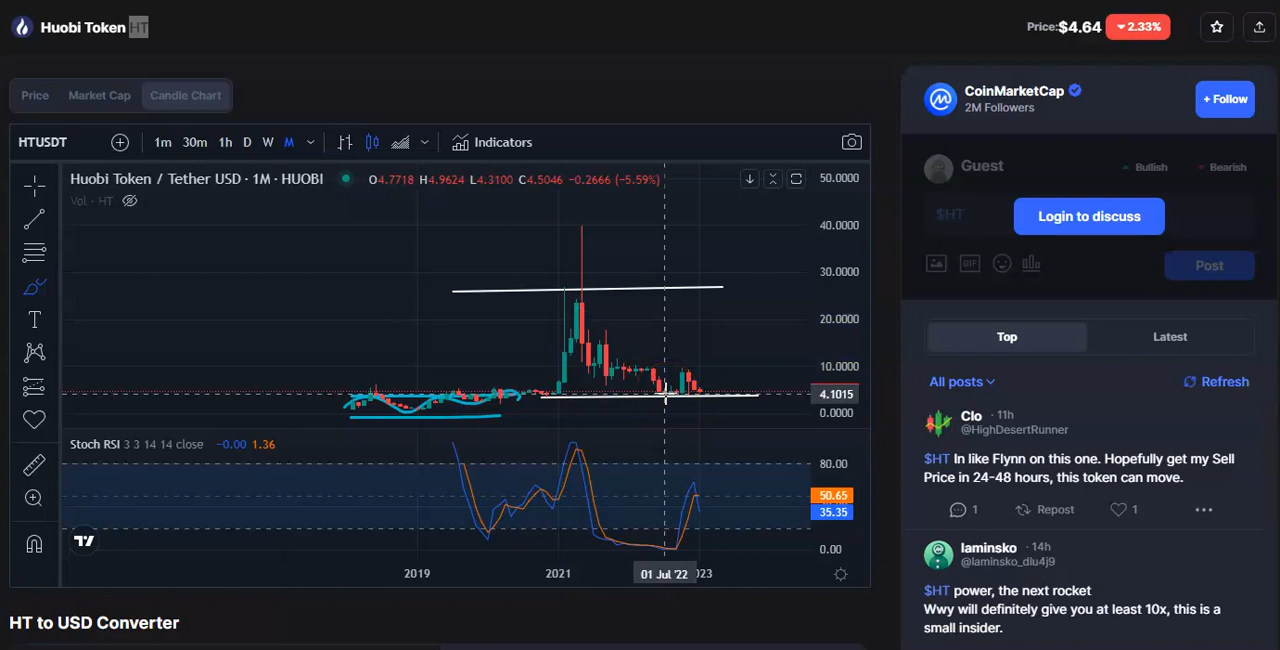 Huobi Token HT
Price:$4.64 2.33%
Price Market Cap Candle Chart
HTUSDT 1m 30m 1h D W M Indicators
Huobi Token / Tether USD · 1M · HUOBI O4.7718 H4.9624 L4.3100 C4.5046 -0.2666 (-5.59%)
Vol · HT
50.0000
40.0000
30.0000
20.0000
10.0000
4.1015
0.0000
Stoch RSI 3 3 14 14 close -0.00 1.36
80.00
50.65
35.35
0.00
2019 2021 01 Jul '22 023
HT to USD Converter
CoinMarketCap
2M Followers
+ Follow
Guest Bullish Bearish
$HT
Login to discuss
GIF
Post
Top Latest
All posts Refresh
Clo · 11h
@HighDesertRunner
$HT In like Flynn on this one. Hopefully get my Sell
Price in 24-48 hours, this token can move.
1 Repost 1
laminsko · 14h
@laminsko_dlu4j9
$HT power, the next rocket
Wwy will definitely give you at least 10x, this is a
small insider.